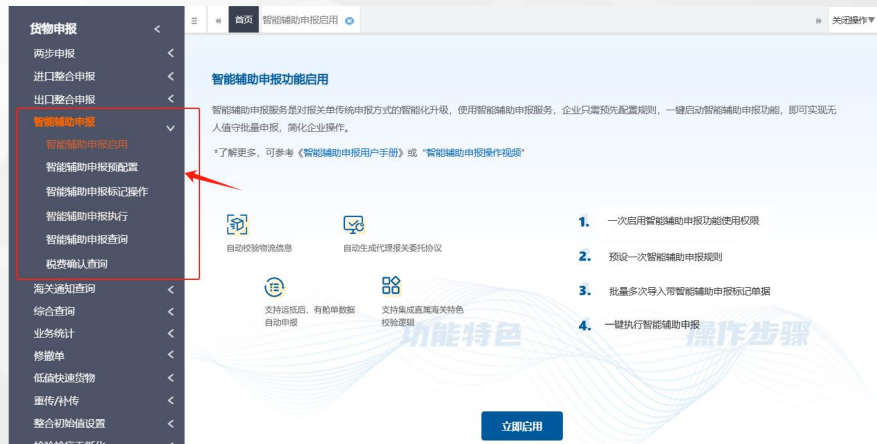 货物申报
两步申报
进口整合申报
出口整合申报
智能辅助申报
智能辅助申报启用
智能辅助申报预配置
智能辅助申报标记操作
智能辅助申报执行
智能辅助申报查询
税费确认查询
海关通知查询
综合查询
业务统计
修撤单
低值快速货物
重传/补传
整合初始值设置
首页 智能辅助申报启用
关闭操作
智能辅助申报功能启用
智能辅助申报服务是对报关单传统申报方式的智能化升级，使用智能辅助申报服务，企业只需预先配置规则，一键启动智能辅助申报功能，即可实现无
人值守批量申报，简化企业操作。
*了解更多，可参考《智能辅助申报用户手册》或“智能辅助申报操作视频”
自动校验物流信息
自动生成代理报关委托协议
支持运抵后、有舱单数据
自动申报
支持集成直属海关特色
校验逻辑
功能特色
1. 一次启用智能辅助申报功能使用权限
2. 预设一次智能辅助申报规则
3. 批量多次导入带智能辅助申报标记单据
4. 一键执行智能辅助申报
操作步骤
立即启用